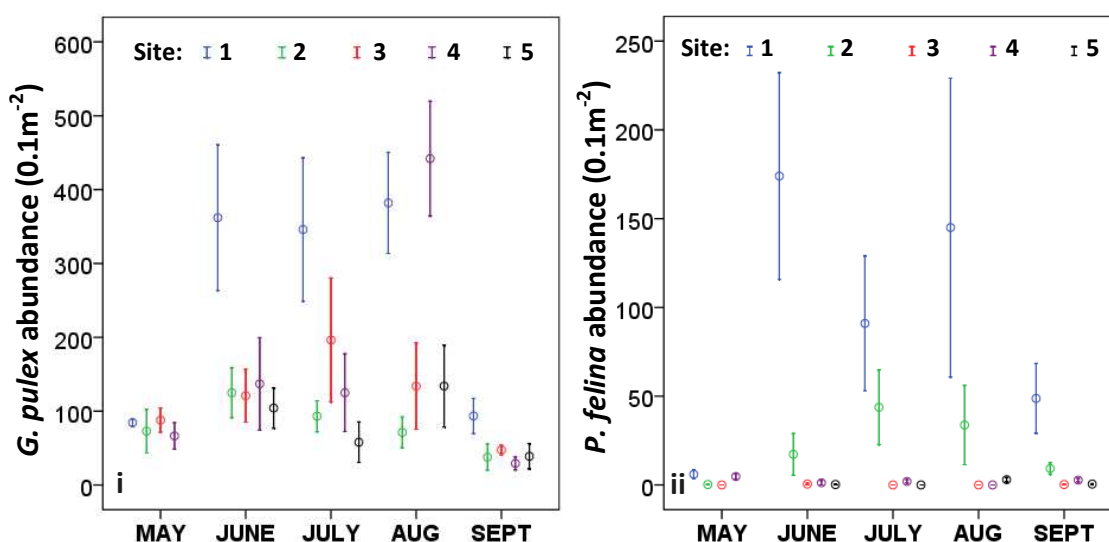 G. pulex abundance (0.1m⁻²)
600
500
400
300
200
100
0
Site: 1 2 3 4 5
i
MAY JUNE JULY AUG SEPT
P. felina abundance (0.1m⁻²)
250
200
150
100
50
0
Site: 1 2 3 4 5
ii
MAY JUNE JULY AUG SEPT